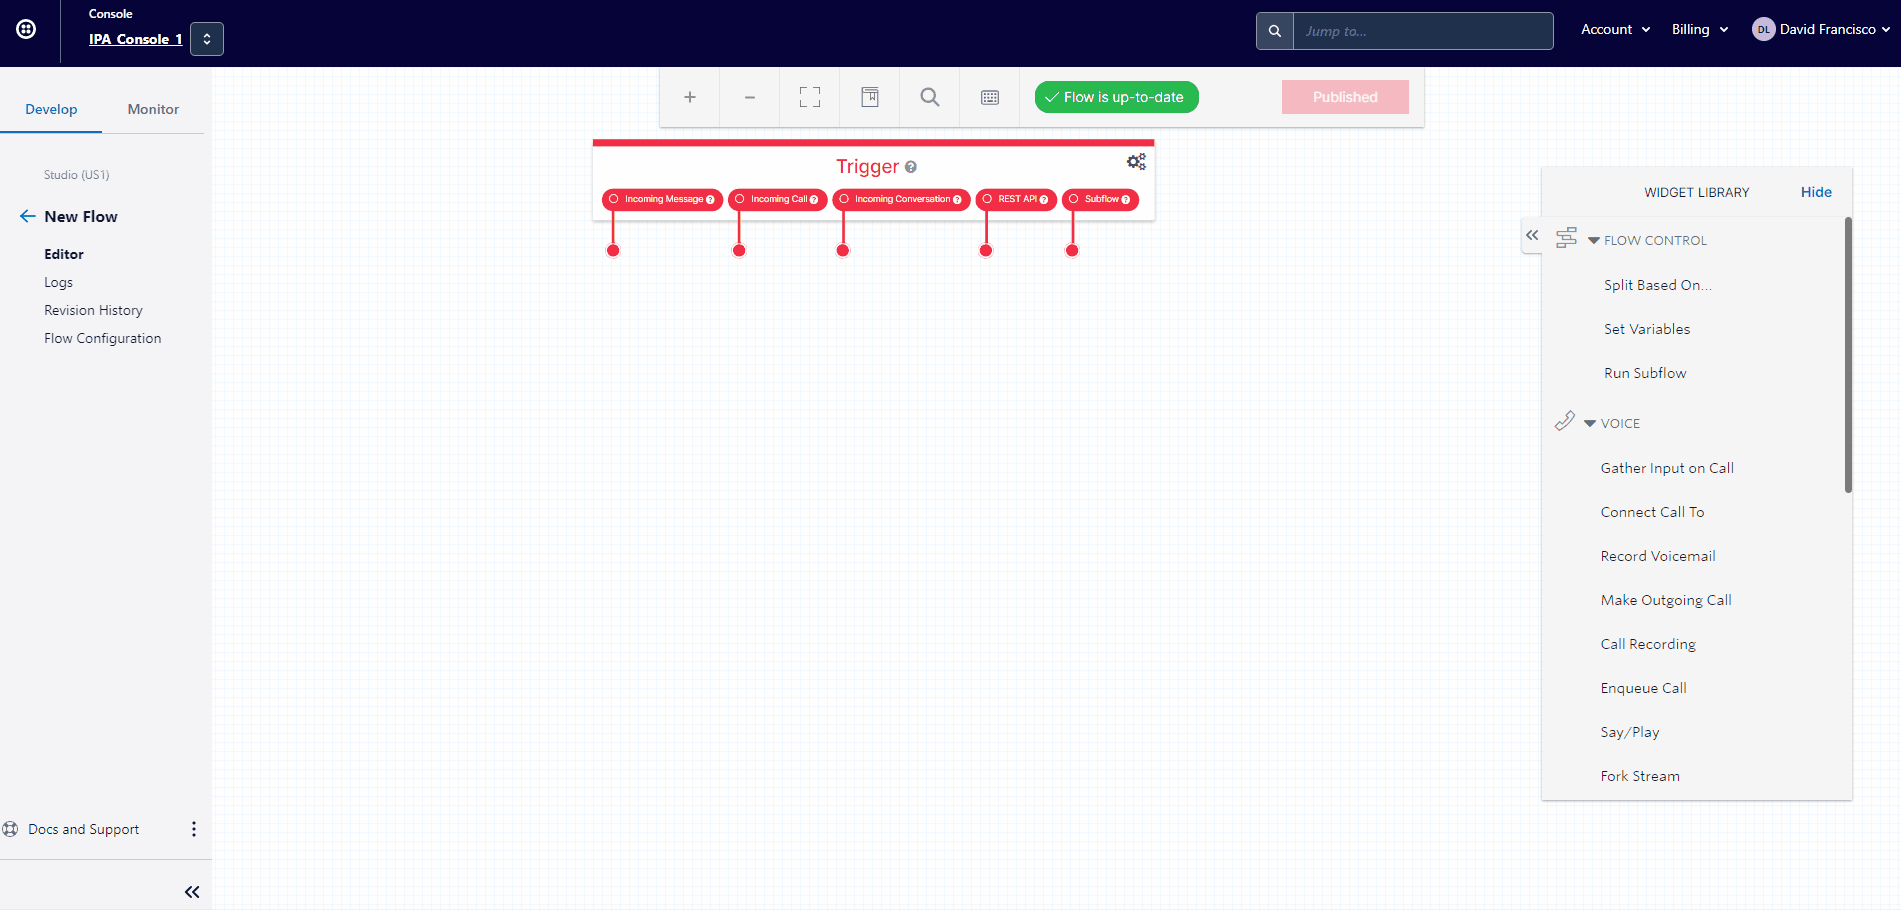 Console
IPA Console 1
Jump to...
Account
Billing
DL
David Francisco
Develop
Monitor
Studio (US1)
New Flow
Editor
Logs
Revision History
Flow Configuration
Docs and Support
Flow is up-to-date
Published
Trigger ?
Incoming Message ?
Incoming Call ?
Incoming Conversation ?
REST API ?
Subflow ?
WIDGET LIBRARY
Hide
FLOW CONTROL
Split Based On...
Set Variables
Run Subflow
VOICE
Gather Input on Call
Connect Call To
Record Voicemail
Make Outgoing Call
Call Recording
Enqueue Call
Say/Play
Fork Stream